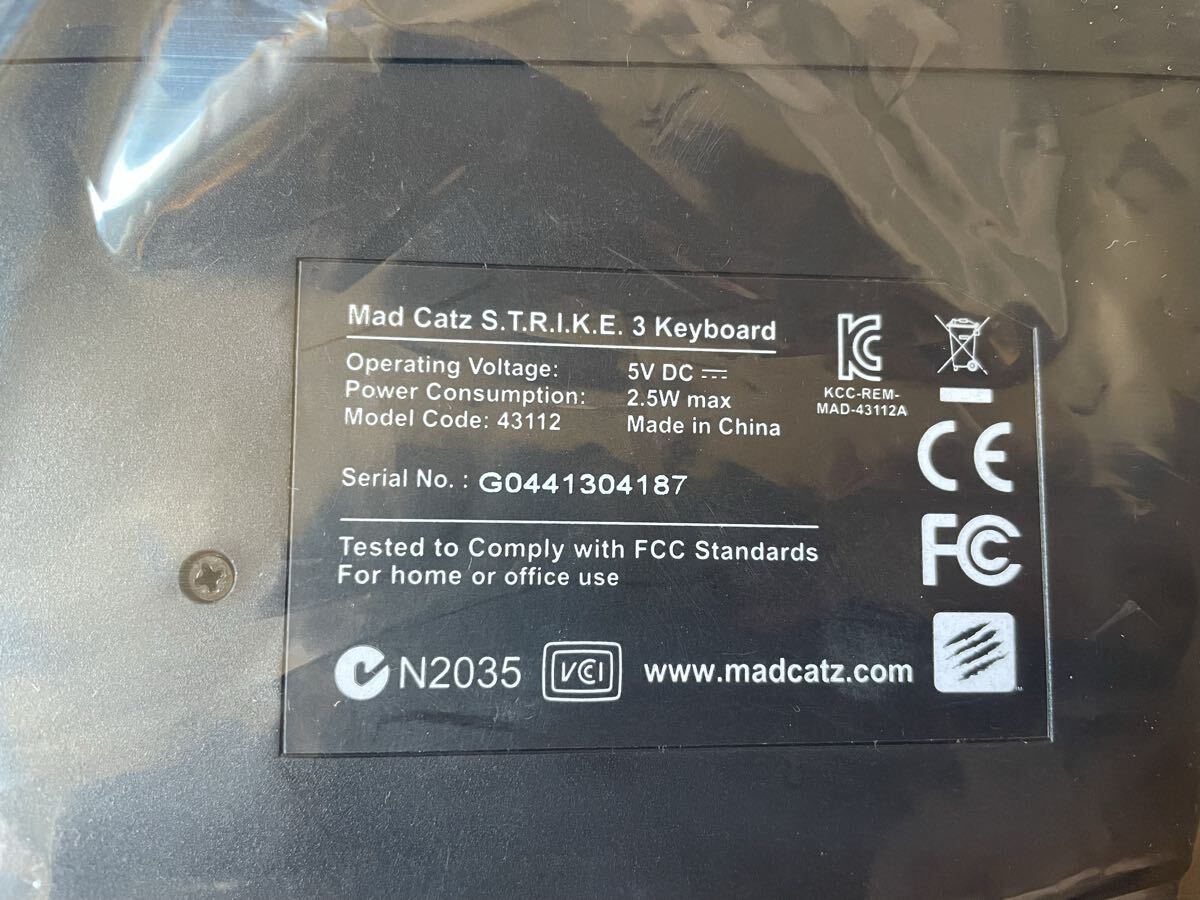 Mad Catz S.T.R.I.K.E. 3 Keyboard
Operating Voltage: 5V DC
Power Consumption: 2.5W max
Model Code: 43112 Made in China
KCC-REM-
MAD-43112A
Serial No. : G0441304187
CE
Tested to Comply with FCC Standards
For home or office use
FC
N2035 VCI www.madcatz.com